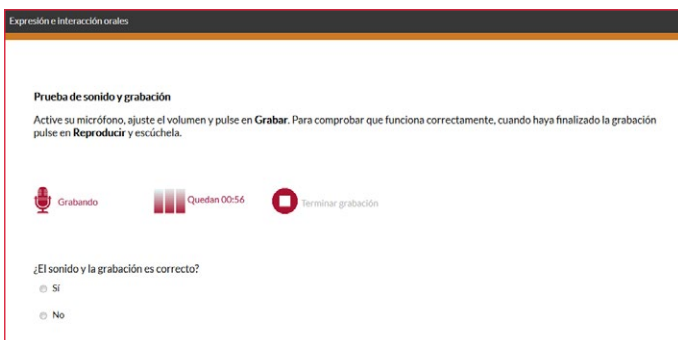 Expresión e interacción orales
Prueba de sonido y grabación
Active su micrófono, ajuste el volumen y pulse en Grabar. Para comprobar que funciona correctamente, cuando haya finalizado la grabación
pulse en Reproducir y escúchela.
Grabando Quedan 00:56 Terminar grabación
¿El sonido y la grabación es correcto?
Sí
No